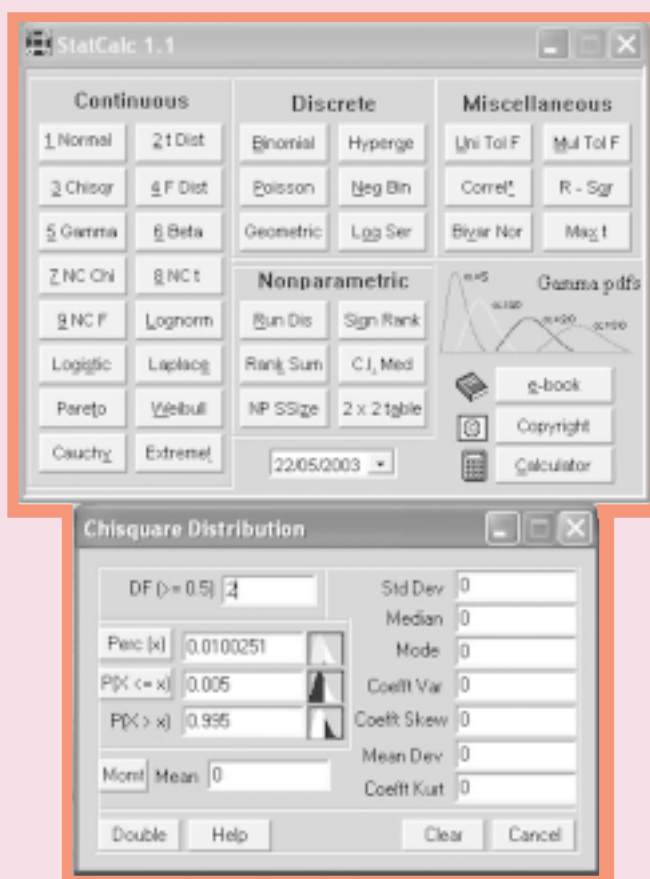 StatCalc 1.1
Continuous
1 Normal 2 t Dist
3 Chisqr 4 F Dist
5 Gamma 6 Beta
7 NC Chi 8 NC t
9 NC F Lognorm
Logistic Laplace
Pareto Weibull
Cauchy Extreme!
Discrete
Binomial Hyperge
Poisson Neg Bin
Geometric Log Ser
Nonparametric
Run Dis Sign Rank
Rank Sum C.I. Med
NP SSize 2 x 2 table
22/05/2003
Miscellaneous
Uni Tol F Mul Tol F
Correl* R - Sqr
Bivar Nor Max t
Gamma pdfs
α=5
e-book
Copyright
Calculator
Chisquare Distribution
DF (>= 0.5) 2
Perc (x) 0.0100251
P(X <= x) 0.005
P(X > x) 0.995
Momt Mean 0
Std Dev 0
Median 0
Mode 0
Coefft Var 0
Coefft Skew 0
Mean Dev 0
Coefft Kurt 0
Double Help Clear Cancel